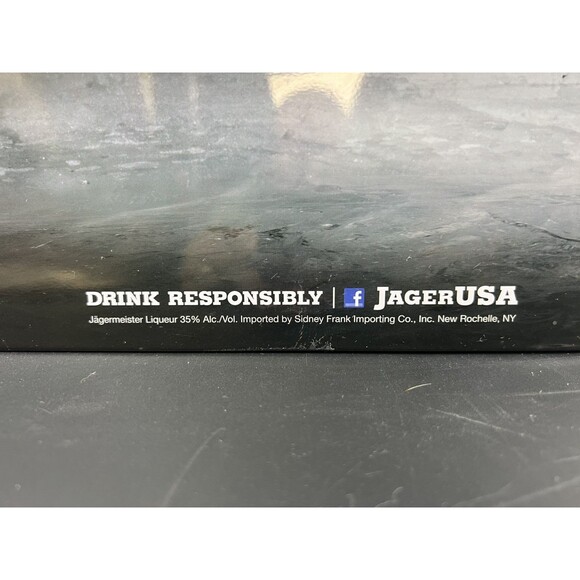 DRINK RESPONSIBLY | f JAGERUSA
Jägermeister Liqueur 35% Alc./Vol. Imported by Sidney Frank Importing Co., Inc. New Rochelle, NY